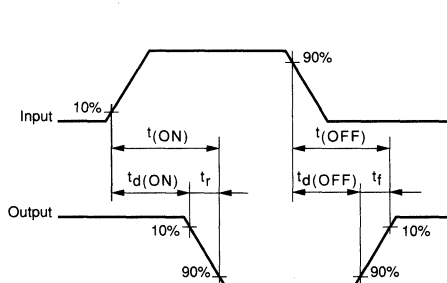 90%
10%
Input
t(ON)
t(OFF)
td(ON)
tr
td(OFF)
tf
Output
10%
10%
90%
90%